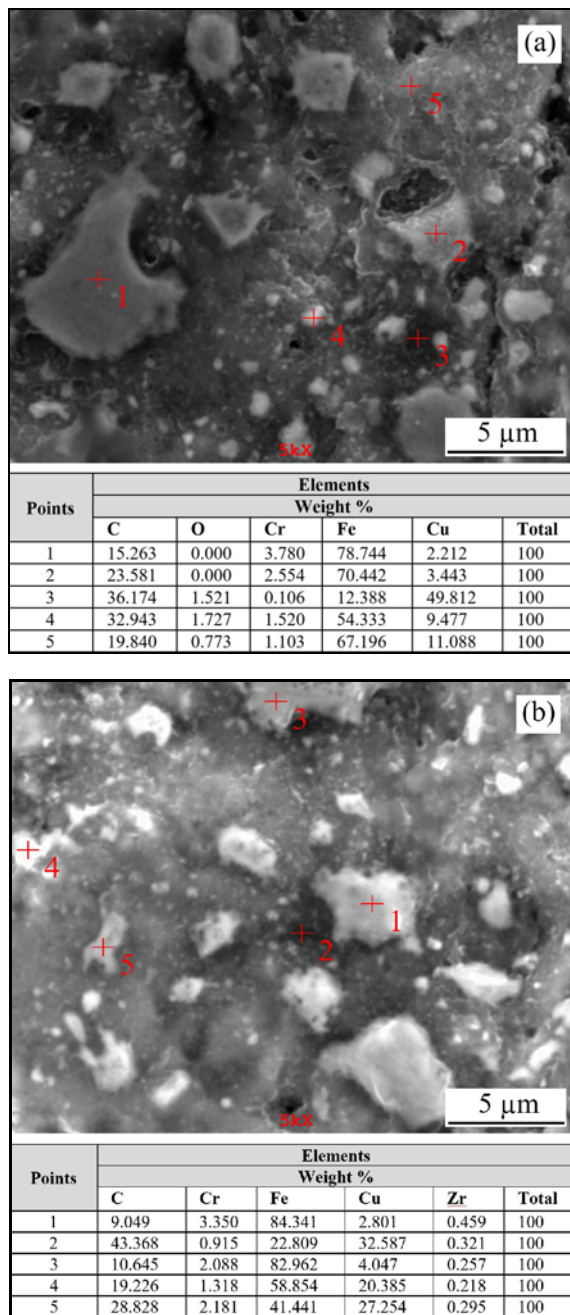 (a)
5
2
1
4
3
5kX
5 µm
Points Elements
Weight %
C O Cr Fe Cu Total
1 15.263 0.000 3.780 78.744 2.212 100
2 23.581 0.000 2.554 70.442 3.443 100
3 36.174 1.521 0.106 12.388 49.812 100
4 32.943 1.727 1.520 54.333 9.477 100
5 19.840 0.773 1.103 67.196 11.088 100
3
(b)
4
1
2
5
5kX
5 µm
Points Elements
Weight %
C Cr Fe Cu Zr Total
1 9.049 3.350 84.341 2.801 0.459 100
2 43.368 0.915 22.809 32.587 0.321 100
3 10.645 2.088 82.962 4.047 0.257 100
4 19.226 1.318 58.854 20.385 0.218 100
5 28.828 2.181 41.441 27.254 0.295 100